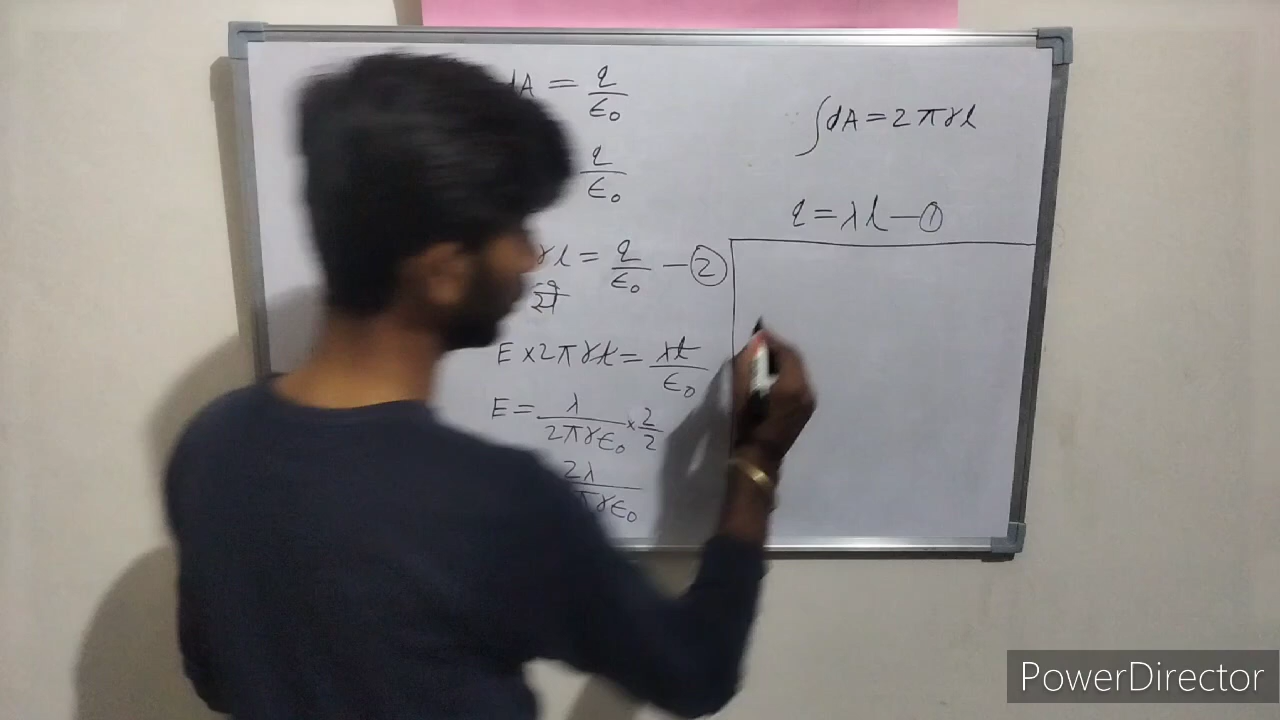 dA = q/ϵ₀
q/ϵ₀
rl = q/ϵ₀ — ②
से
E × 2πrl = λl/ϵ₀
E = λ/2πrϵ₀ × 2/2
2λ/πrϵ₀
∫dA = 2πrl
q = λl — ①
PowerDirector